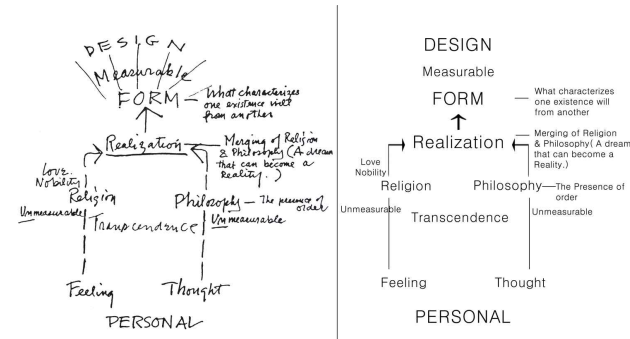 DESIGN
Measurable
FORM — What characterizes
one existence will
from another
Realization — Merging of Religion
& Philosophy (A dream
that can become a
Reality.)
Love.
Nobility
Religion
Philosophy — The presence of
order
Unmeasurable
Unmeasurable
Transcendence
Feeling
Thought
PERSONAL
DESIGN
Measurable
FORM
What characterizes
one existence will
from another
Realization
Merging of Religion
& Philosophy( A dream
that can become a
Reality.)
Love
Nobility
Religion
Philosophy
The Presence of
order
Unmeasurable
Unmeasurable
Transcendence
Feeling
Thought
PERSONAL